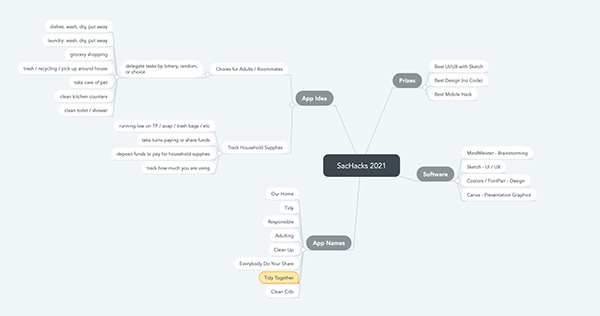 dishes: wash, dry, put away
laundry: wash, dry, put away
grocery shopping
trash / recycling / pick up around house
take care of pet
clean kitchen counters
clean toilet / shower
delegate tasks by lottery, random,
or choice
Chores for Adults / Roommates
running low on TP / soap / trash bags / etc
take turns paying or share funds
deposit funds to pay for household supplies
track how much you are using
Track Household Supplies
App Idea
Our Home
Tidy
Responsible
Adulting
Clean Up
Everybody Do Your Share
Tidy Together
Clean Crib
App Names
SacHacks 2021
Prizes
Best UI/UX with Sketch
Best Design (no Code)
Best Mobile Hack
Software
MindMeister - Brainstorming
Sketch - UI / UX
Coolors / FontPair - Design
Canva - Presentation Graphics